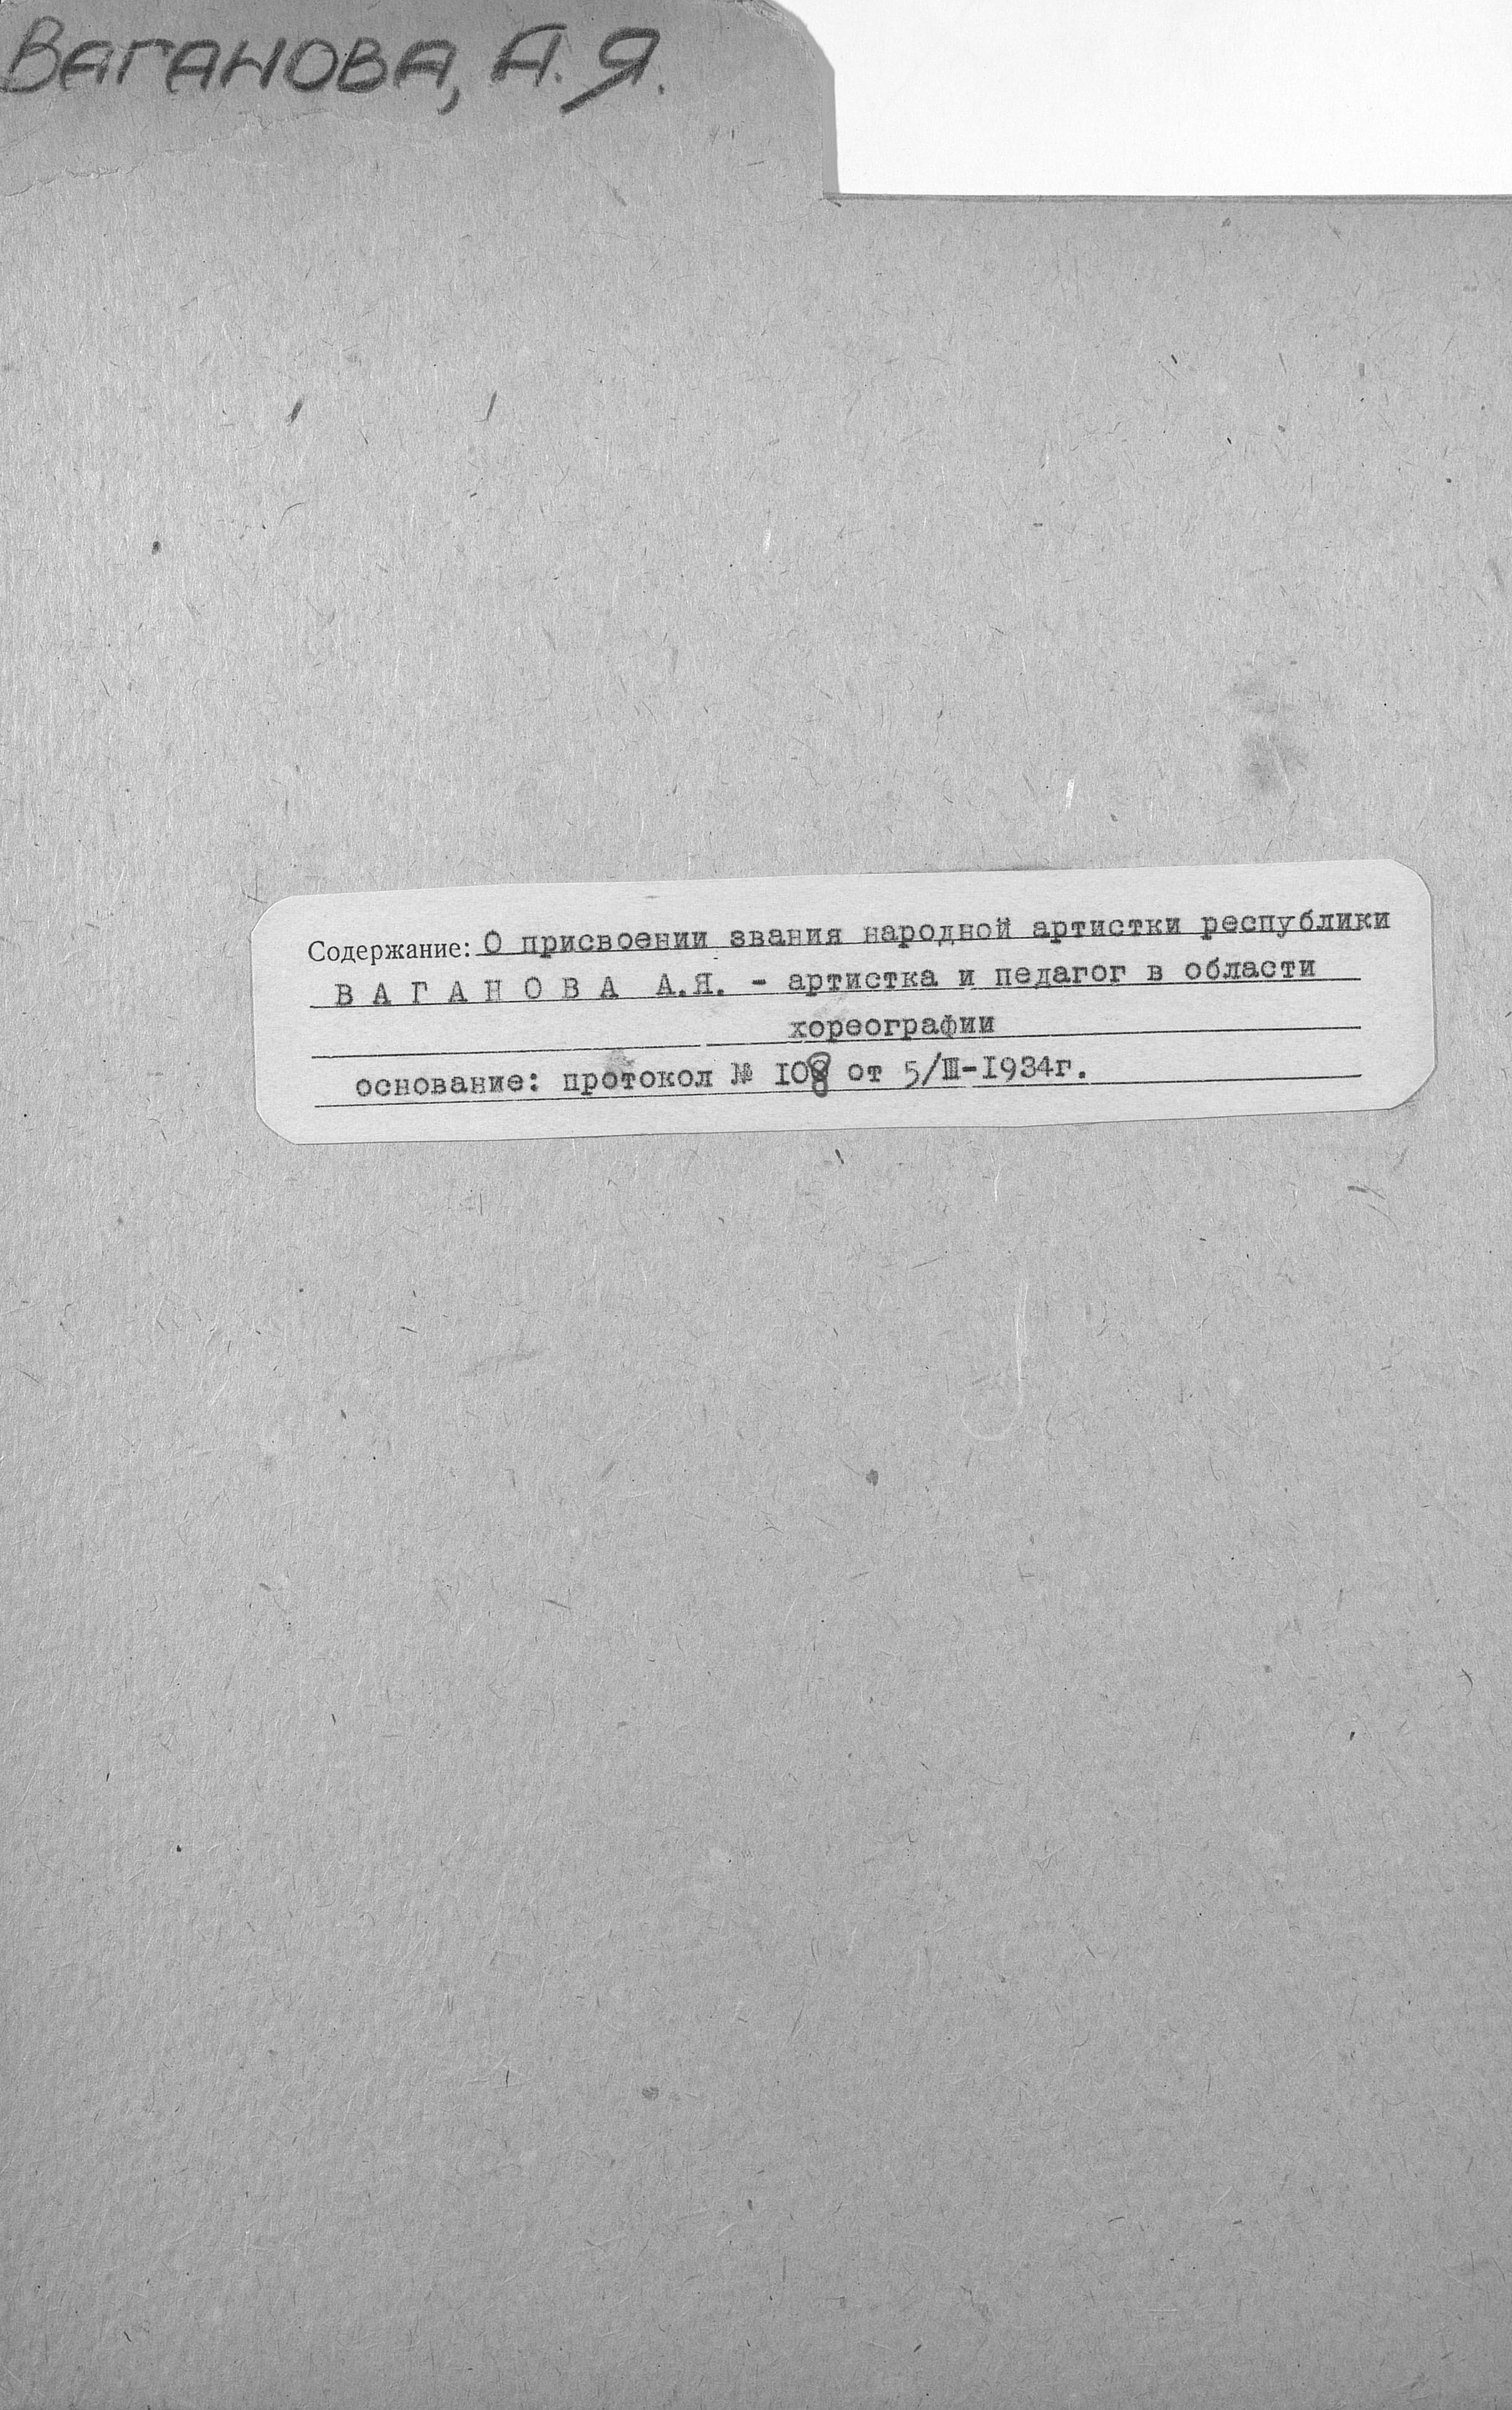 Ваганова, А.Я.
Содержание: О присвоении звания народной артистки республики
В А Г А Н О В А А.Я. - артистка и педагог в области
хореографии
основание: протокол № 108 от 5/III-1934г.